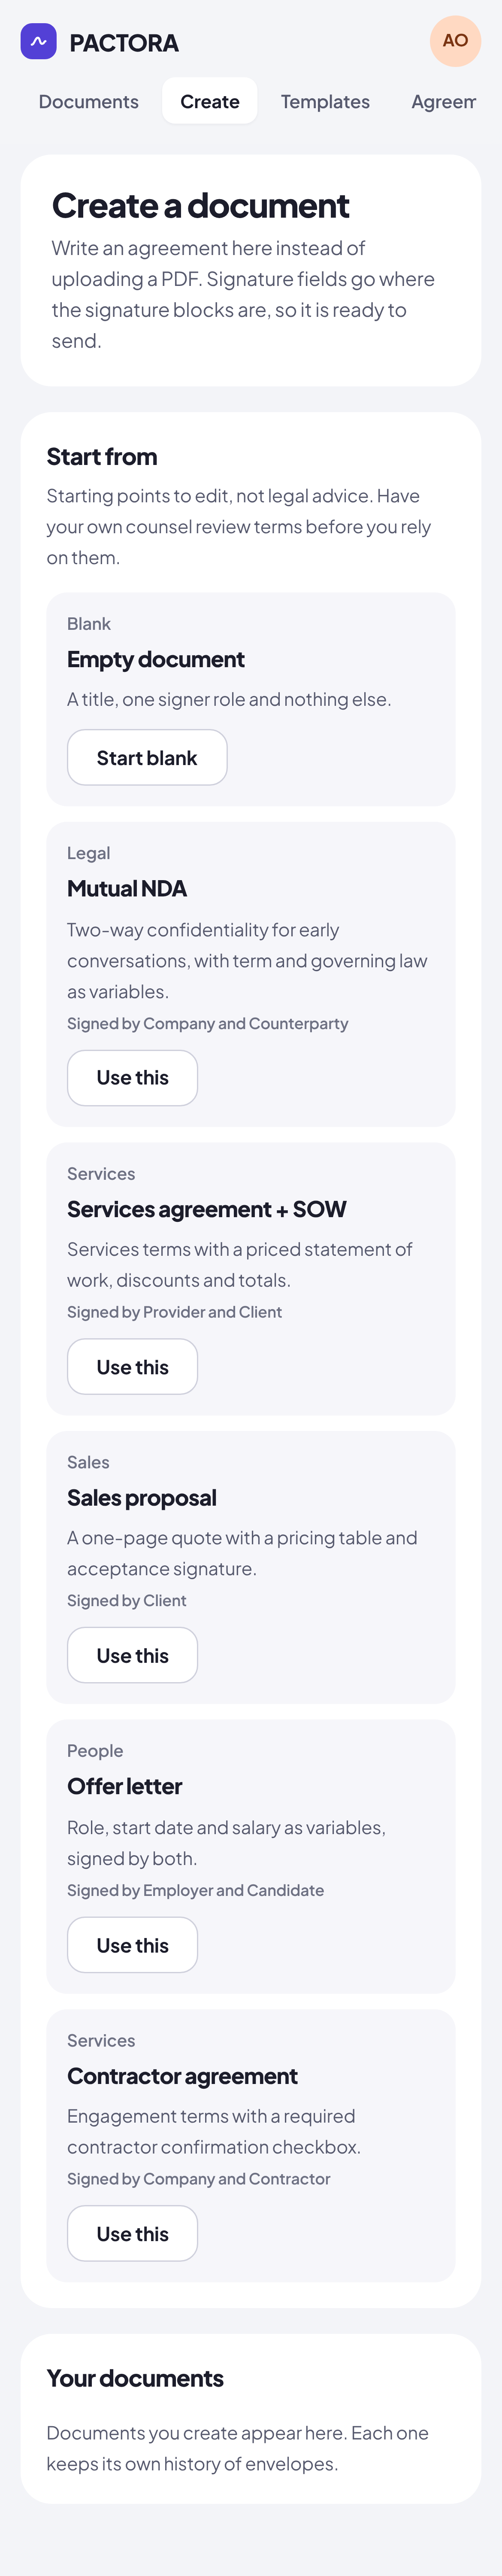 PACTORA
AO
Documents
Create
Templates
Agreem
Create a document
Write an agreement here instead of
uploading a PDF. Signature fields go where
the signature blocks are, so it is ready to
send.
Start from
Starting points to edit, not legal advice. Have
your own counsel review terms before you rely
on them.
Blank
Empty document
A title, one signer role and nothing else.
Start blank
Legal
Mutual NDA
Two-way confidentiality for early
conversations, with term and governing law
as variables.
Signed by Company and Counterparty
Use this
Services
Services agreement + SOW
Services terms with a priced statement of
work, discounts and totals.
Signed by Provider and Client
Use this
Sales
Sales proposal
A one-page quote with a pricing table and
acceptance signature.
Signed by Client
Use this
People
Offer letter
Role, start date and salary as variables,
signed by both.
Signed by Employer and Candidate
Use this
Services
Contractor agreement
Engagement terms with a required
contractor confirmation checkbox.
Signed by Company and Contractor
Use this
Your documents
Documents you create appear here. Each one
keeps its own history of envelopes.